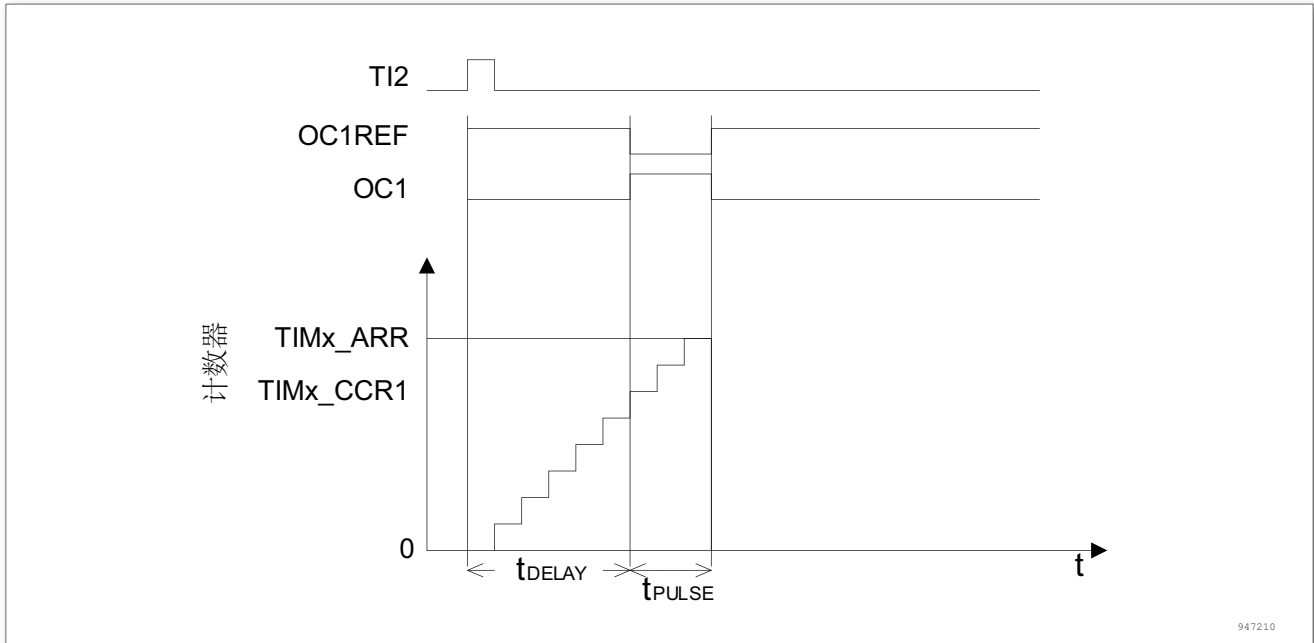 TI2
OC1REF
OC1
计数器
TIMx_ARR
TIMx_CCR1
0
tDELAY
tPULSE
t
947210